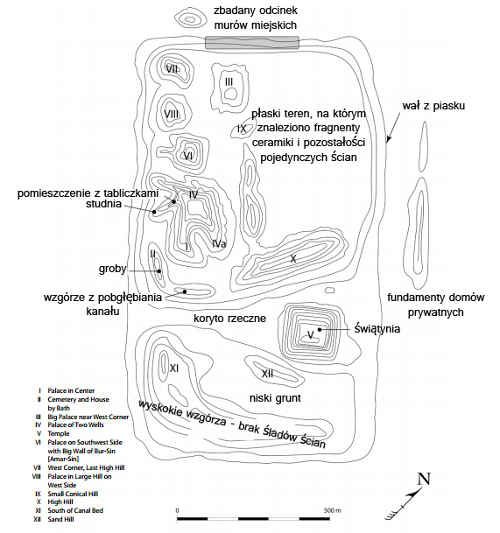 zbadany odcinek
murów miejskich
VII
III
VIII
IX
płaski teren, na którym
znaleziono fragmenty
ceramiki i pozostałości
pojedynczych ścian
wał z piasku
VI
pomieszczenie z tabliczkami
studnia
IV
IVa
I
II
X
groby
wzgórze z pobgłębiania
kanału
fundamenty domów
prywatnych
koryto rzeczne
świątynia
V
XI
XII
niski grunt
wyskokie wzgórza - brak śladów ścian
I Palace in Center
II Cemetery and House
by Bath
III Big Palace near West Corner
IV Palace of Two Wells
V Temple
VI Palace on Southwest Side
with Big Wall of Bur-Sin
[Amar-Sin]
VII West Corner, Last High Hill
VIII Palace in Large Hill on
West Side
IX Small Conical Hill
X High Hill
XI South of Canal Bed
XII Sand Hill
0 300 m
N